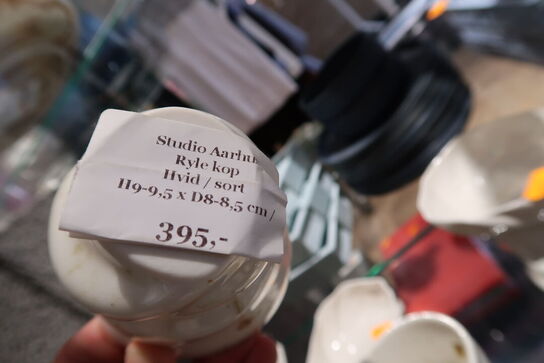 Studio Aarhus
Ryle kop
Hvid / sort
H9-9,5 x D8-8,5 cm /
395,-